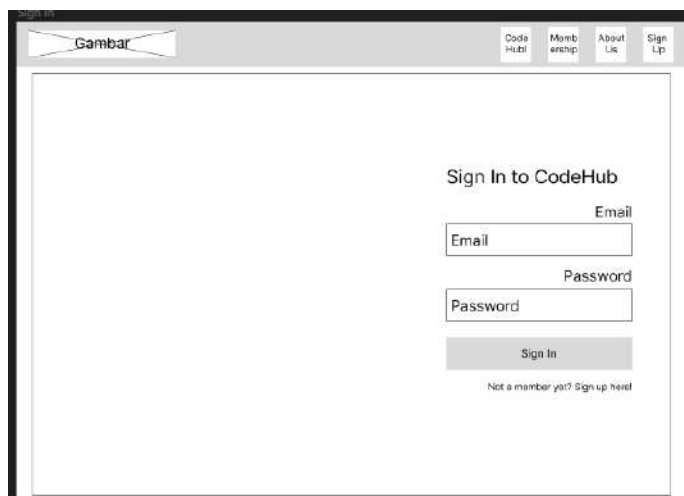 Sign In
Gambar
Code
Hub!
Memb
ership
About
Us
Sign
Up
Sign In to CodeHub
Email
Email
Password
Password
Sign In
Not a member yet? Sign up here!